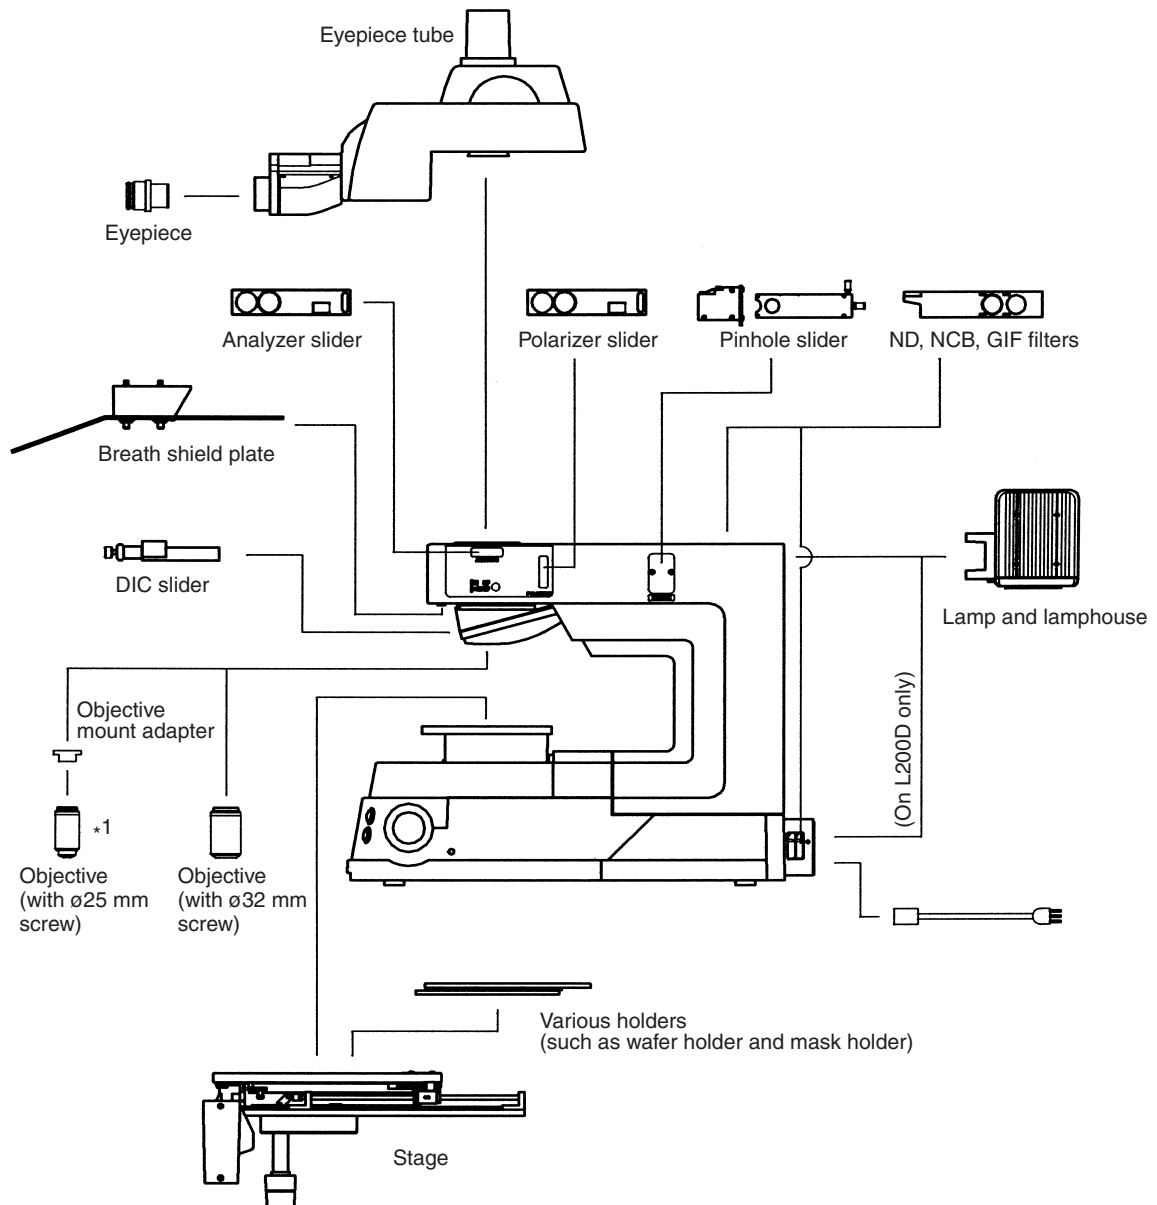 Eyepiece tube
Eyepiece
Analyzer slider
Polarizer slider
Pinhole slider
ND, NCB, GIF filters
Breath shield plate
DIC slider
Lamp and lamphouse
(On L200D only)
Objective
mount adapter
*1
Objective
(with ø25 mm
screw)
Objective
(with ø32 mm
screw)
Various holders
(such as wafer holder and mask holder)
Stage